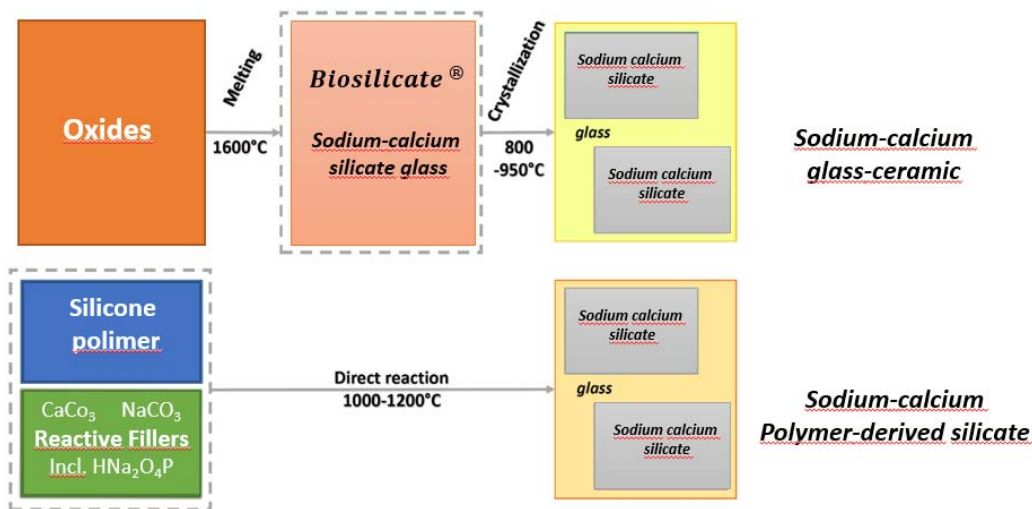 Oxides
Melting
1600°C
Biosilicate ®
Sodium-calcium
silicate glass
Crystallization
800
-950°C
Sodium calcium
silicate
glass
Sodium calcium
silicate
Sodium-calcium
glass-ceramic
Silicone
polimer
CaCo₃ NaCO₃
Reactive Fillers
Incl. HNa₂O₄P
Direct reaction
1000-1200°C
Sodium calcium
silicate
glass
Sodium calcium
silicate
Sodium-calcium
Polymer-derived silicate